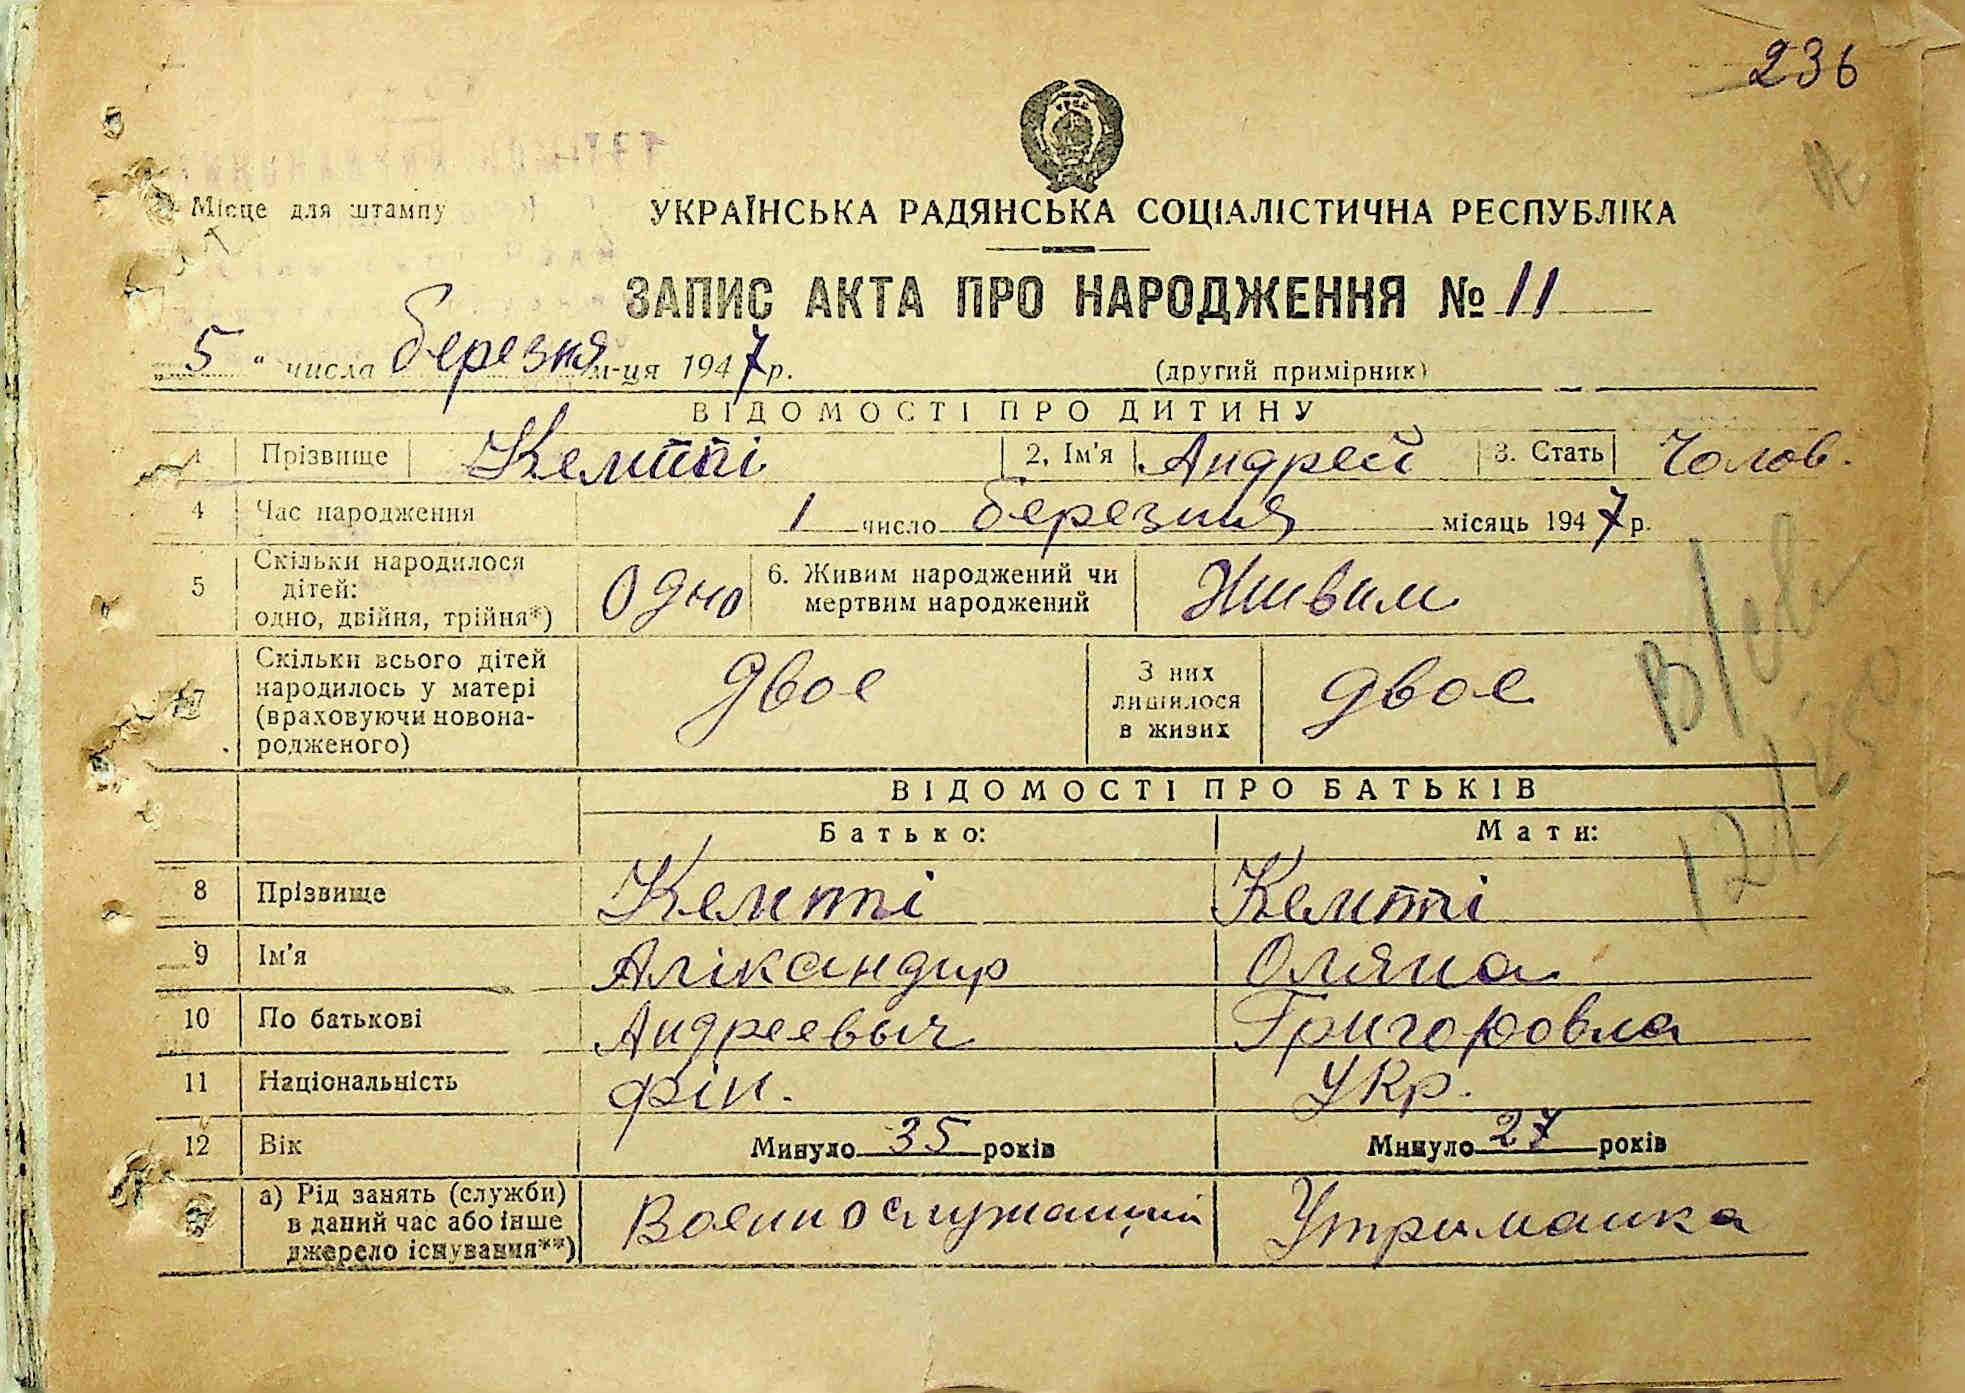 236
Місце для штампу
УКРАЇНСЬКА РАДЯНСЬКА СОЦІАЛІСТИЧНА РЕСПУБЛІКА
ЗАПИС АКТА ПРО НАРОДЖЕННЯ № 11
„5“ числа березня м-ця 1947 р. (другий примірник)
ВІДОМОСТІ ПРО ДИТИНУ
1 Прізвище Кемппі 2. Ім'я Андрей 3. Стать Чолов.
4 Час народження 1 число березня місяць 1947 р.
5 Скільки народилося дітей: одно, двійня, трійня*) Одно 6. Живим народжений чи мертвим народжений Живим
7 Скільки всього дітей народилось у матері (враховуючи новонародженого) двое З них лишилося в живих двое
ВІДОМОСТІ ПРО БАТЬКІВ
Батько: Мати:
8 Прізвище Кемппі Кемппі
9 Ім'я Алікандир Оляна
10 По батькові Андреевыч Григоровна
11 Національність фін. Укр.
12 Вік Минуло 35 років Минуло 27 років
а) Рід занять (служби) в даний час або інше джерело існування**) Военнослужащий Утриманка